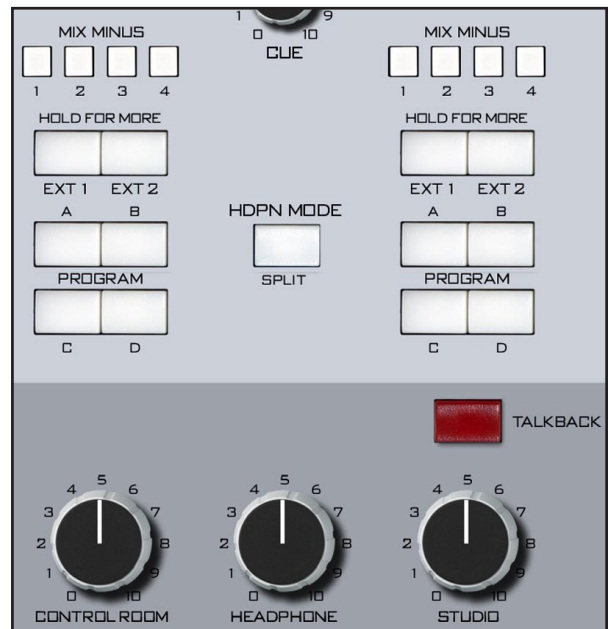 1 9
0 10
CUE
MIX MINUS
1 2 3 4
HOLD FOR MORE
EXT 1 EXT 2
A B
PROGRAM
C D
HDPN MODE
SPLIT
MIX MINUS
1 2 3 4
HOLD FOR MORE
EXT 1 EXT 2
A B
PROGRAM
C D
TALKBACK
0 1 2 3 4 5 6 7 8 9 10
CONTROL ROOM
0 1 2 3 4 5 6 7 8 9 10
HEADPHONE
0 1 2 3 4 5 6 7 8 9 10
STUDIO